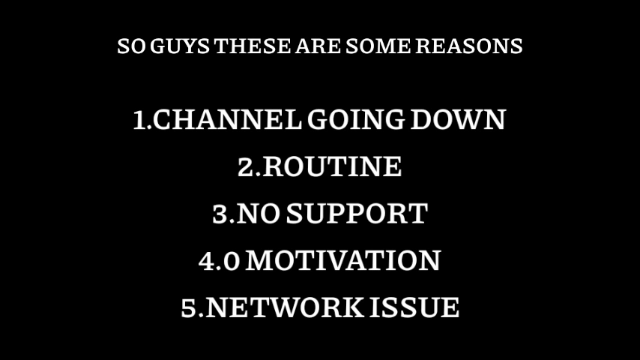 SO GUYS THESE ARE SOME REASONS
1.CHANNEL GOING DOWN
2.ROUTINE
3.NO SUPPORT
4.0 MOTIVATION
5.NETWORK ISSUE